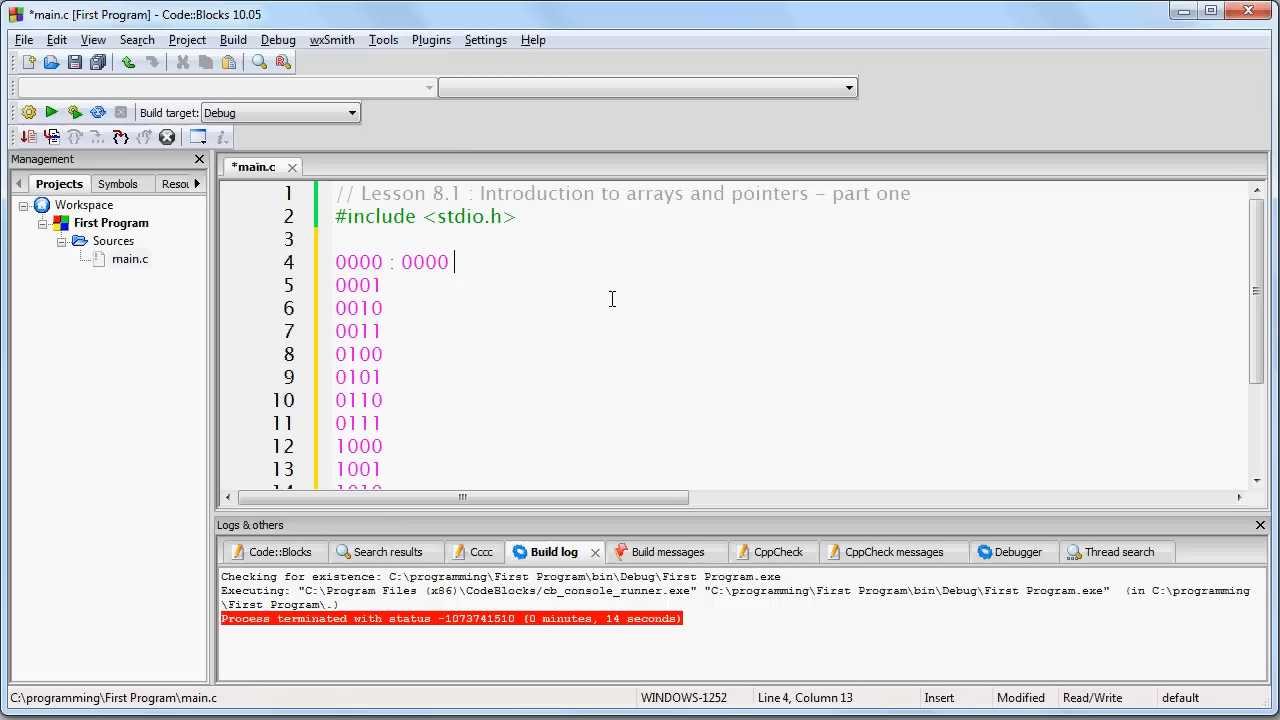 *main.c [First Program] - Code::Blocks 10.05
File Edit View Search Project Build Debug wxSmith Tools Plugins Settings Help
Build target: Debug
Management
Projects Symbols Resou
*main.c
Workspace
First Program
Sources
main.c
1 // Lesson 8.1 : Introduction to arrays and pointers - part one
2 #include <stdio.h>
3
4 0000 : 0000
5 0001
6 0010
7 0011
8 0100
9 0101
10 0110
11 0111
12 1000
13 1001
14 1010
Logs & others
Code::Blocks Search results Cccc Build log Build messages CppCheck CppCheck messages Debugger Thread search
Checking for existence: C:\programming\First Program\bin\Debug\First Program.exe
Executing: "C:\Program Files (x86)\CodeBlocks/cb_console_runner.exe" "C:\programming\First Program\bin\Debug\First Program.exe" (in C:\programming
\First Program\.)
Process terminated with status -1073741510 (0 minutes, 14 seconds)
C:\programming\First Program\main.c WINDOWS-1252 Line 4, Column 13 Insert Modified Read/Write default